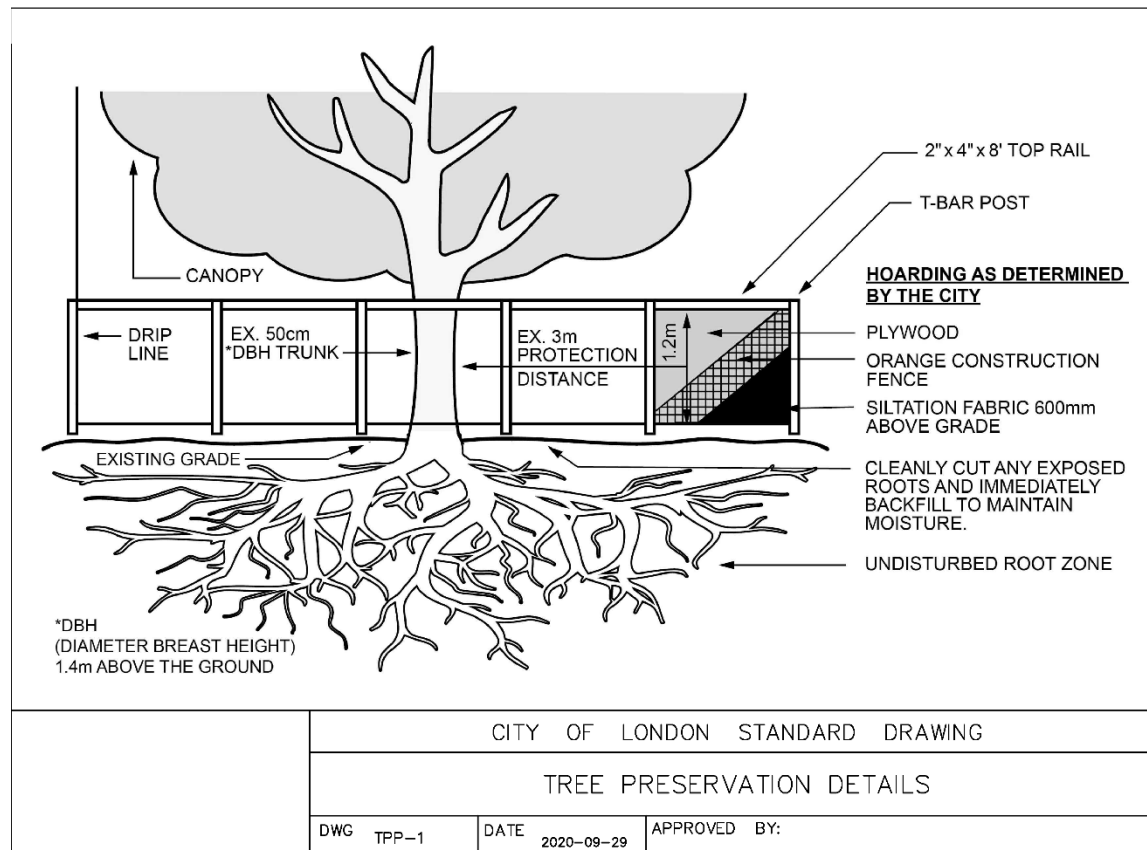 2" x 4" x 8' TOP RAIL
T-BAR POST
CANOPY
HOARDING AS DETERMINED
BY THE CITY
DRIP
LINE
EX. 50cm
*DBH TRUNK
EX. 3m
PROTECTION
DISTANCE
1.2m
PLYWOOD
ORANGE CONSTRUCTION
FENCE
SILTATION FABRIC 600mm
ABOVE GRADE
EXISTING GRADE
CLEANLY CUT ANY EXPOSED
ROOTS AND IMMEDIATELY
BACKFILL TO MAINTAIN
MOISTURE.
UNDISTURBED ROOT ZONE
*DBH
(DIAMETER BREAST HEIGHT)
1.4m ABOVE THE GROUND
CITY OF LONDON STANDARD DRAWING
TREE PRESERVATION DETAILS
DWG TPP-1 DATE 2020-09-29 APPROVED BY: